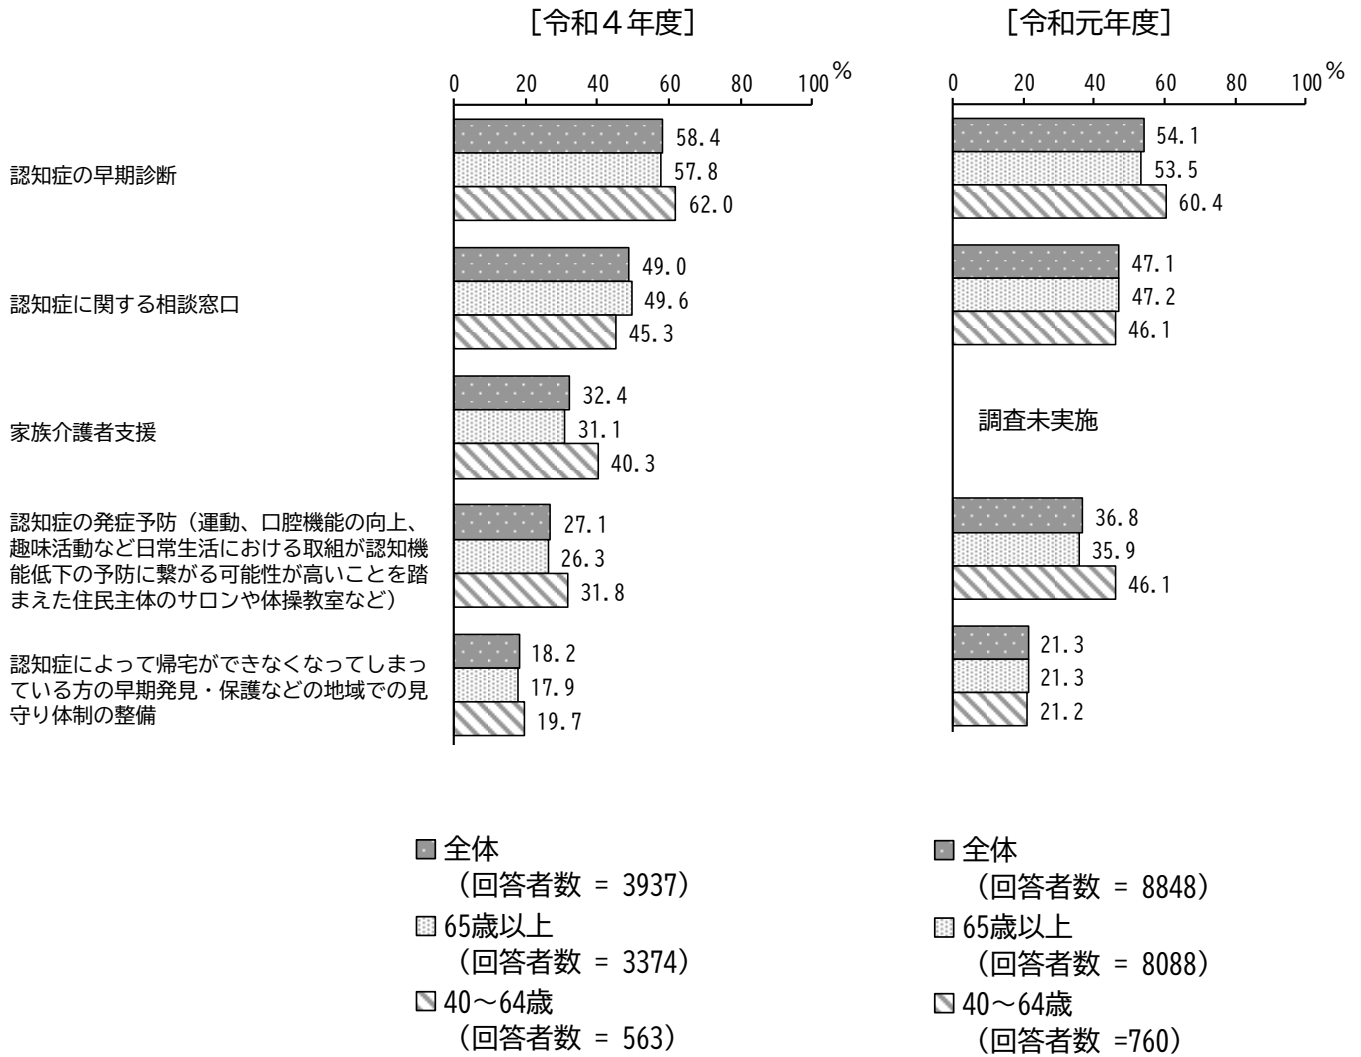 ［令和４年度］
［令和元年度］
0 20 40 60 80 100 %
0 20 40 60 80 100 %
認知症の早期診断
58.4
57.8
62.0
54.1
53.5
60.4
認知症に関する相談窓口
49.0
49.6
45.3
47.1
47.2
46.1
家族介護者支援
32.4
31.1
40.3
調査未実施
認知症の発症予防（運動、口腔機能の向上、
趣味活動など日常生活における取組が認知機
能低下の予防に繋がる可能性が高いことを踏
まえた住民主体のサロンや体操教室など）
27.1
26.3
31.8
36.8
35.9
46.1
認知症によって帰宅ができなくなってしまっ
ている方の早期発見・保護などの地域での見
守り体制の整備
18.2
17.9
19.7
21.3
21.3
21.2
全体
（回答者数 = 3937）
65歳以上
（回答者数 = 3374）
40～64歳
（回答者数 = 563）
全体
（回答者数 = 8848）
65歳以上
（回答者数 = 8088）
40～64歳
（回答者数 =760）